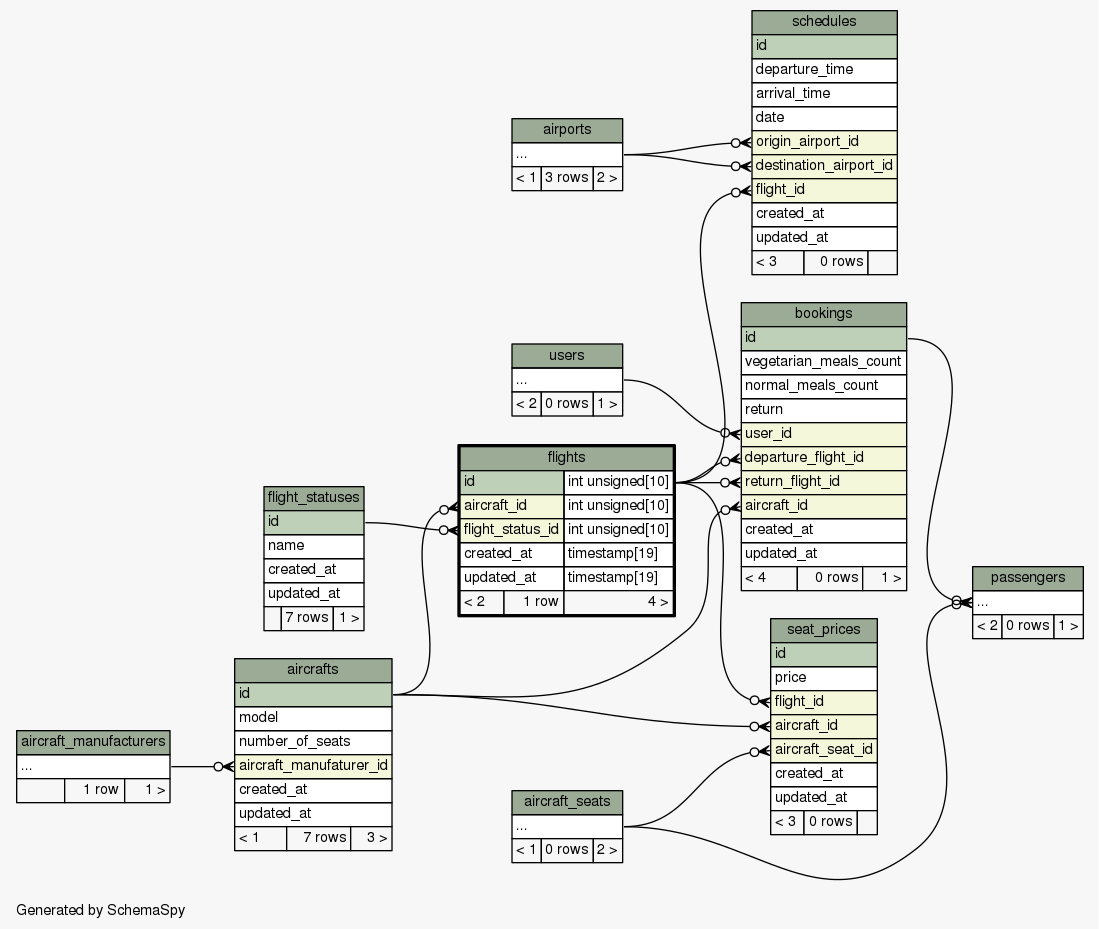 schedules
id
departure_time
arrival_time
date
origin_airport_id
destination_airport_id
flight_id
created_at
updated_at
< 3 0 rows
airports
...
< 1 3 rows 2 >
bookings
id
vegetarian_meals_count
normal_meals_count
return
user_id
departure_flight_id
return_flight_id
aircraft_id
created_at
updated_at
< 4 0 rows 1 >
users
...
< 2 0 rows 1 >
flights
id int unsigned[10]
aircraft_id int unsigned[10]
flight_status_id int unsigned[10]
created_at timestamp[19]
updated_at timestamp[19]
< 2 1 row 4 >
flight_statuses
id
name
created_at
updated_at
7 rows 1 >
passengers
...
< 2 0 rows 1 >
seat_prices
id
price
flight_id
aircraft_id
aircraft_seat_id
created_at
updated_at
< 3 0 rows
aircrafts
id
model
number_of_seats
aircraft_manufaturer_id
created_at
updated_at
< 1 7 rows 3 >
aircraft_manufacturers
...
1 row 1 >
aircraft_seats
...
< 1 0 rows 2 >
Generated by SchemaSpy